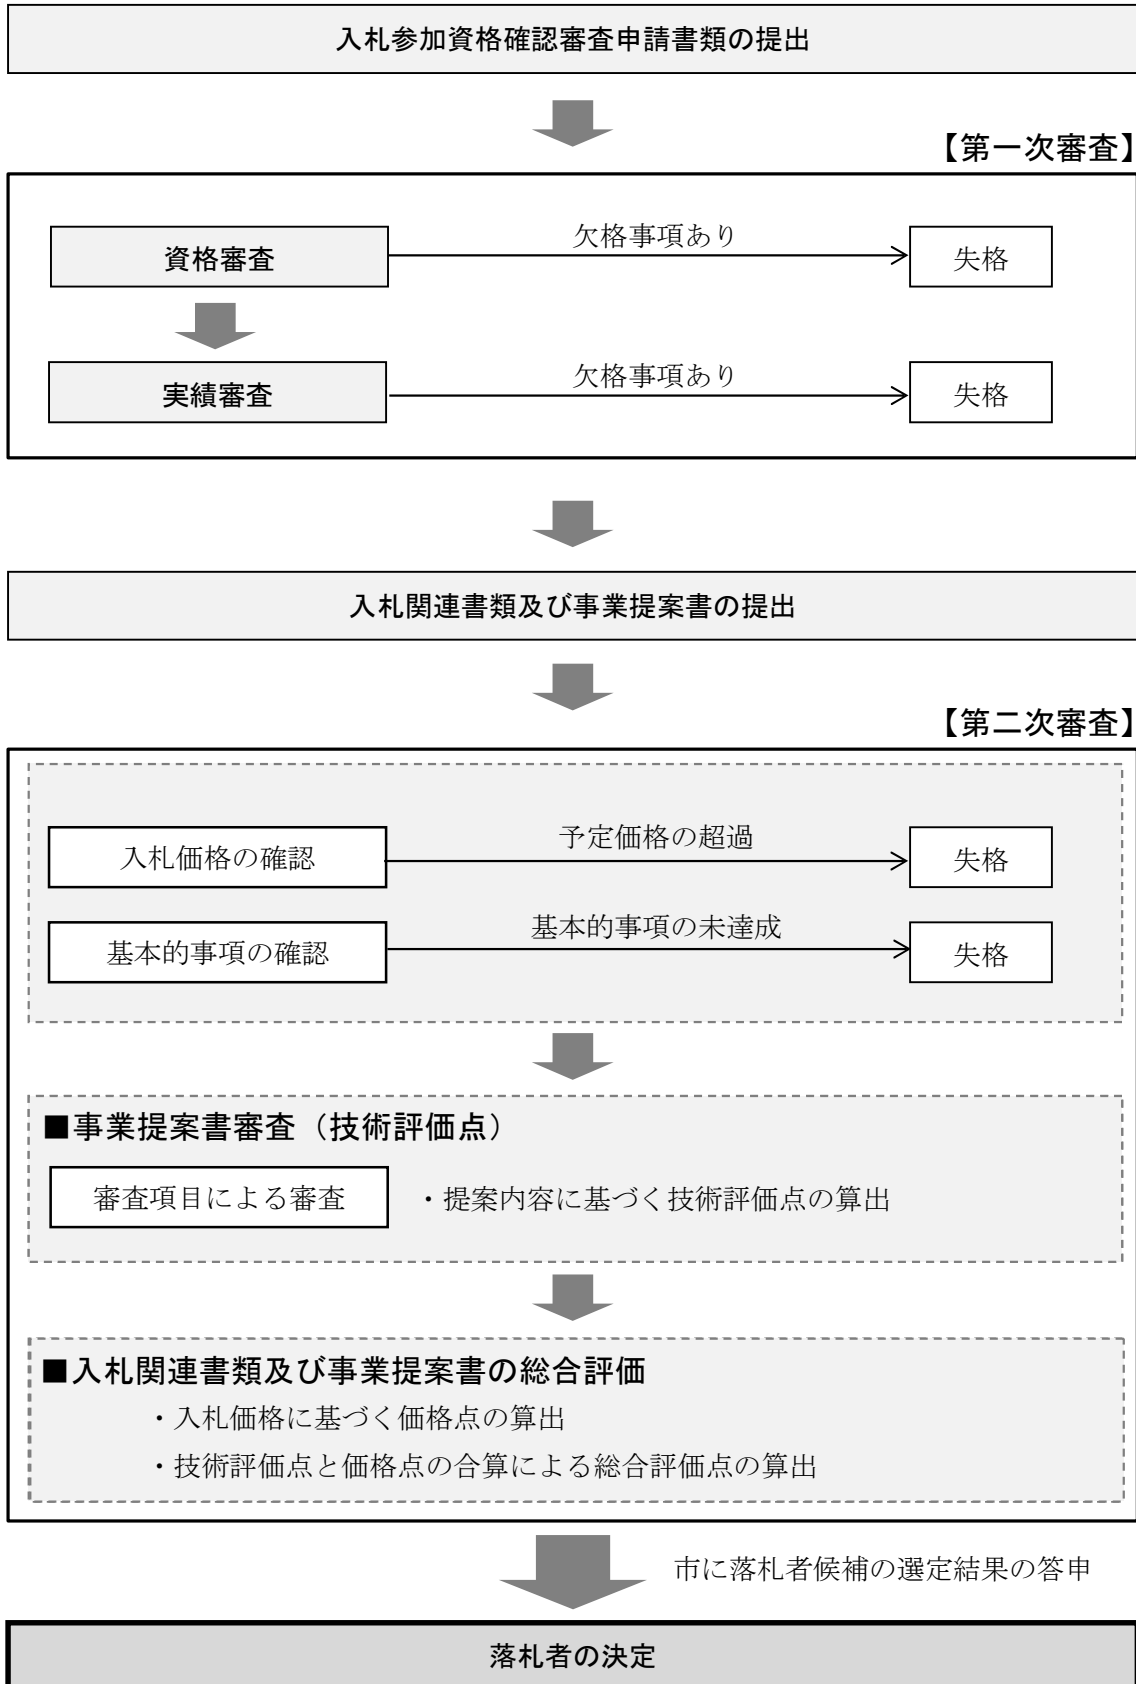 入札参加資格確認審査申請書類の提出
【第一次審査】
資格審査
欠格事項あり
失格
実績審査
欠格事項あり
失格
入札関連書類及び事業提案書の提出
【第二次審査】
入札価格の確認
予定価格の超過
失格
基本的事項の確認
基本的事項の未達成
失格
■事業提案書審査（技術評価点）
審査項目による審査
・提案内容に基づく技術評価点の算出
■入札関連書類及び事業提案書の総合評価
・入札価格に基づく価格点の算出
・技術評価点と価格点の合算による総合評価点の算出
市に落札者候補の選定結果の答申
落札者の決定